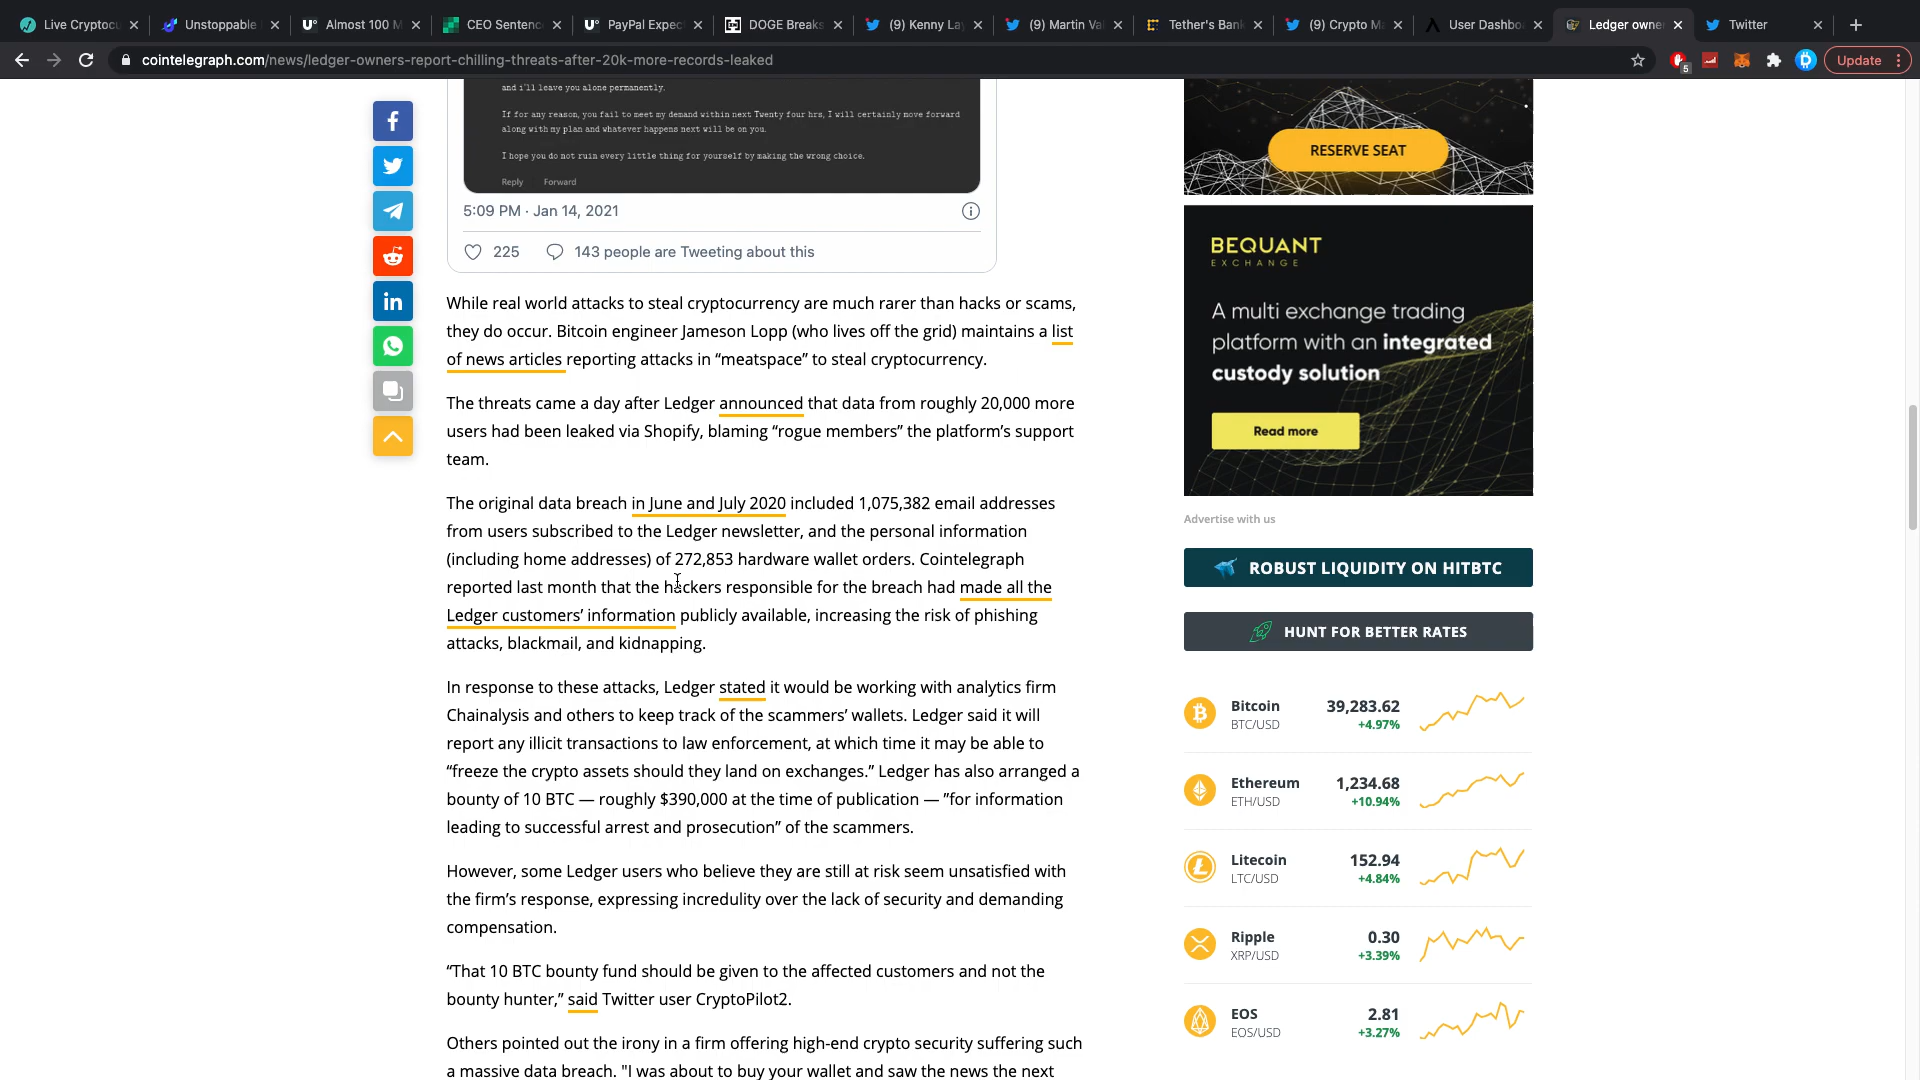 Live Cryptocu
Unstoppable
Almost 100 M
CEO Sentenc
PayPal Expec
DOGE Breaks
(9) Kenny Lay
(9) Martin Va
Tether's Bank
(9) Crypto Ma
User Dashbo
Ledger owne
Twitter
cointelegraph.com/news/ledger-owners-report-chilling-threats-after-20k-more-records-leaked
5
Update
and i'll leave you alone permanently.
If for any reason, you fail to meet my demand within next Twenty four hrs, I will certainly move forward
along with my plan and whatever happens next will be on you.
I hope you do not ruin every little thing for yourself by making the wrong choice.
Reply Forward
5:09 PM · Jan 14, 2021
225 143 people are Tweeting about this
While real world attacks to steal cryptocurrency are much rarer than hacks or scams,
they do occur. Bitcoin engineer Jameson Lopp (who lives off the grid) maintains a list
of news articles reporting attacks in “meatspace” to steal cryptocurrency.
The threats came a day after Ledger announced that data from roughly 20,000 more
users had been leaked via Shopify, blaming “rogue members” the platform’s support
team.
The original data breach in June and July 2020 included 1,075,382 email addresses
from users subscribed to the Ledger newsletter, and the personal information
(including home addresses) of 272,853 hardware wallet orders. Cointelegraph
reported last month that the hackers responsible for the breach had made all the
Ledger customers’ information publicly available, increasing the risk of phishing
attacks, blackmail, and kidnapping.
In response to these attacks, Ledger stated it would be working with analytics firm
Chainalysis and others to keep track of the scammers’ wallets. Ledger said it will
report any illicit transactions to law enforcement, at which time it may be able to
“freeze the crypto assets should they land on exchanges.” Ledger has also arranged a
bounty of 10 BTC — roughly $390,000 at the time of publication — ”for information
leading to successful arrest and prosecution” of the scammers.
However, some Ledger users who believe they are still at risk seem unsatisfied with
the firm’s response, expressing incredulity over the lack of security and demanding
compensation.
“That 10 BTC bounty fund should be given to the affected customers and not the
bounty hunter,” said Twitter user CryptoPilot2.
Others pointed out the irony in a firm offering high-end crypto security suffering such
a massive data breach. "I was about to buy your wallet and saw the news the next
RESERVE SEAT
BEQUANT
EXCHANGE
A multi exchange trading
platform with an integrated
custody solution
Read more
Advertise with us
ROBUST LIQUIDITY ON HITBTC
HUNT FOR BETTER RATES
Bitcoin 39,283.62
BTC/USD +4.97%
Ethereum 1,234.68
ETH/USD +10.94%
Litecoin 152.94
LTC/USD +4.84%
Ripple 0.30
XRP/USD +3.39%
EOS 2.81
EOS/USD +3.27%